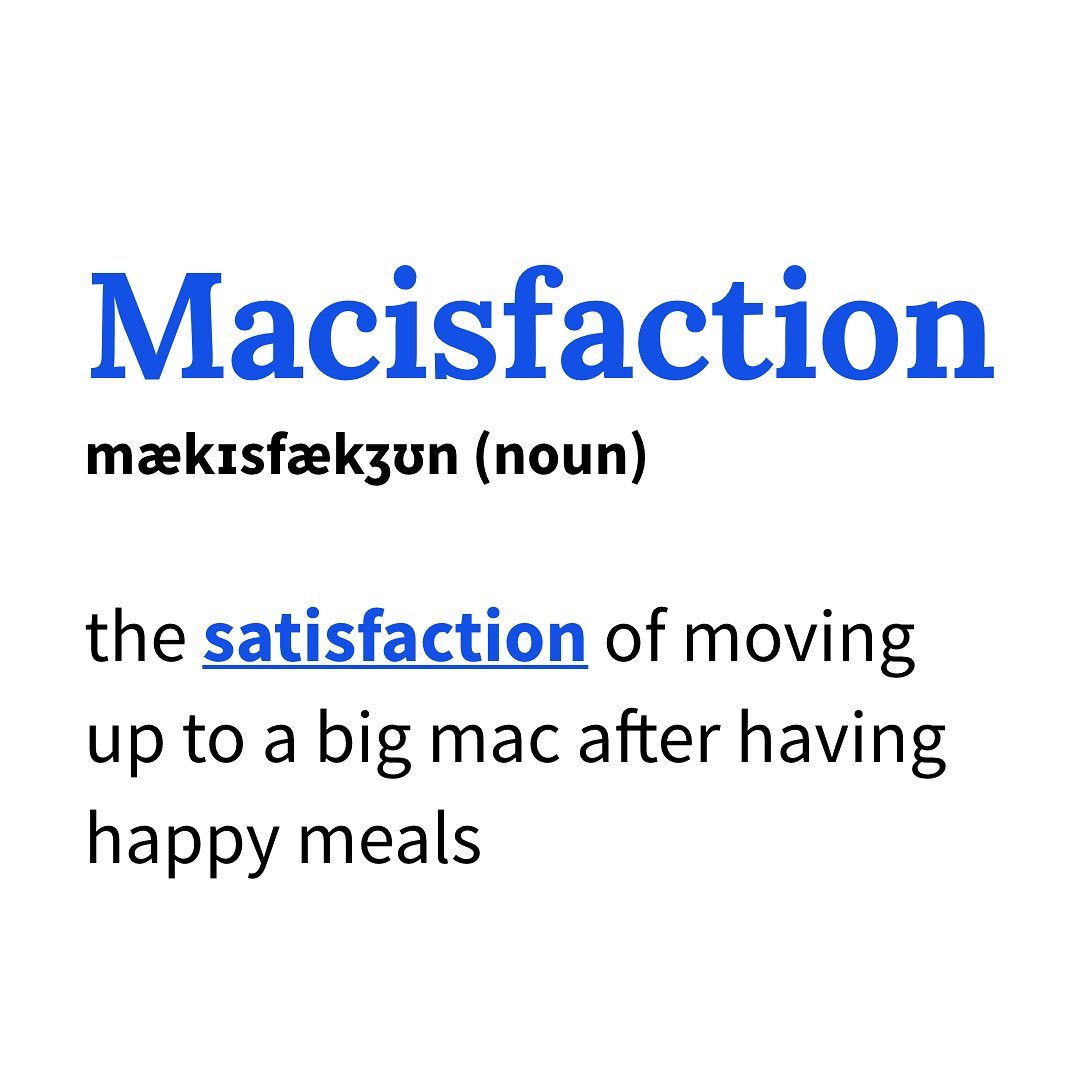 Macisfaction
mækɪsfækʒʊn (noun)
the satisfaction of moving
up to a big mac after having
happy meals